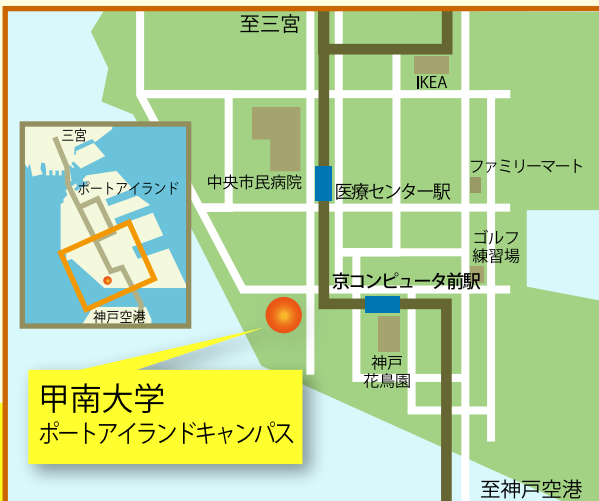 至三宮
IKEA
三宮
ポートアイランド
神戸空港
中央市民病院
医療センター駅
ファミリーマート
ゴルフ
練習場
京コンピュータ前駅
神戸
花鳥園
甲南大学
ポートアイランドキャンパス
至神戸空港